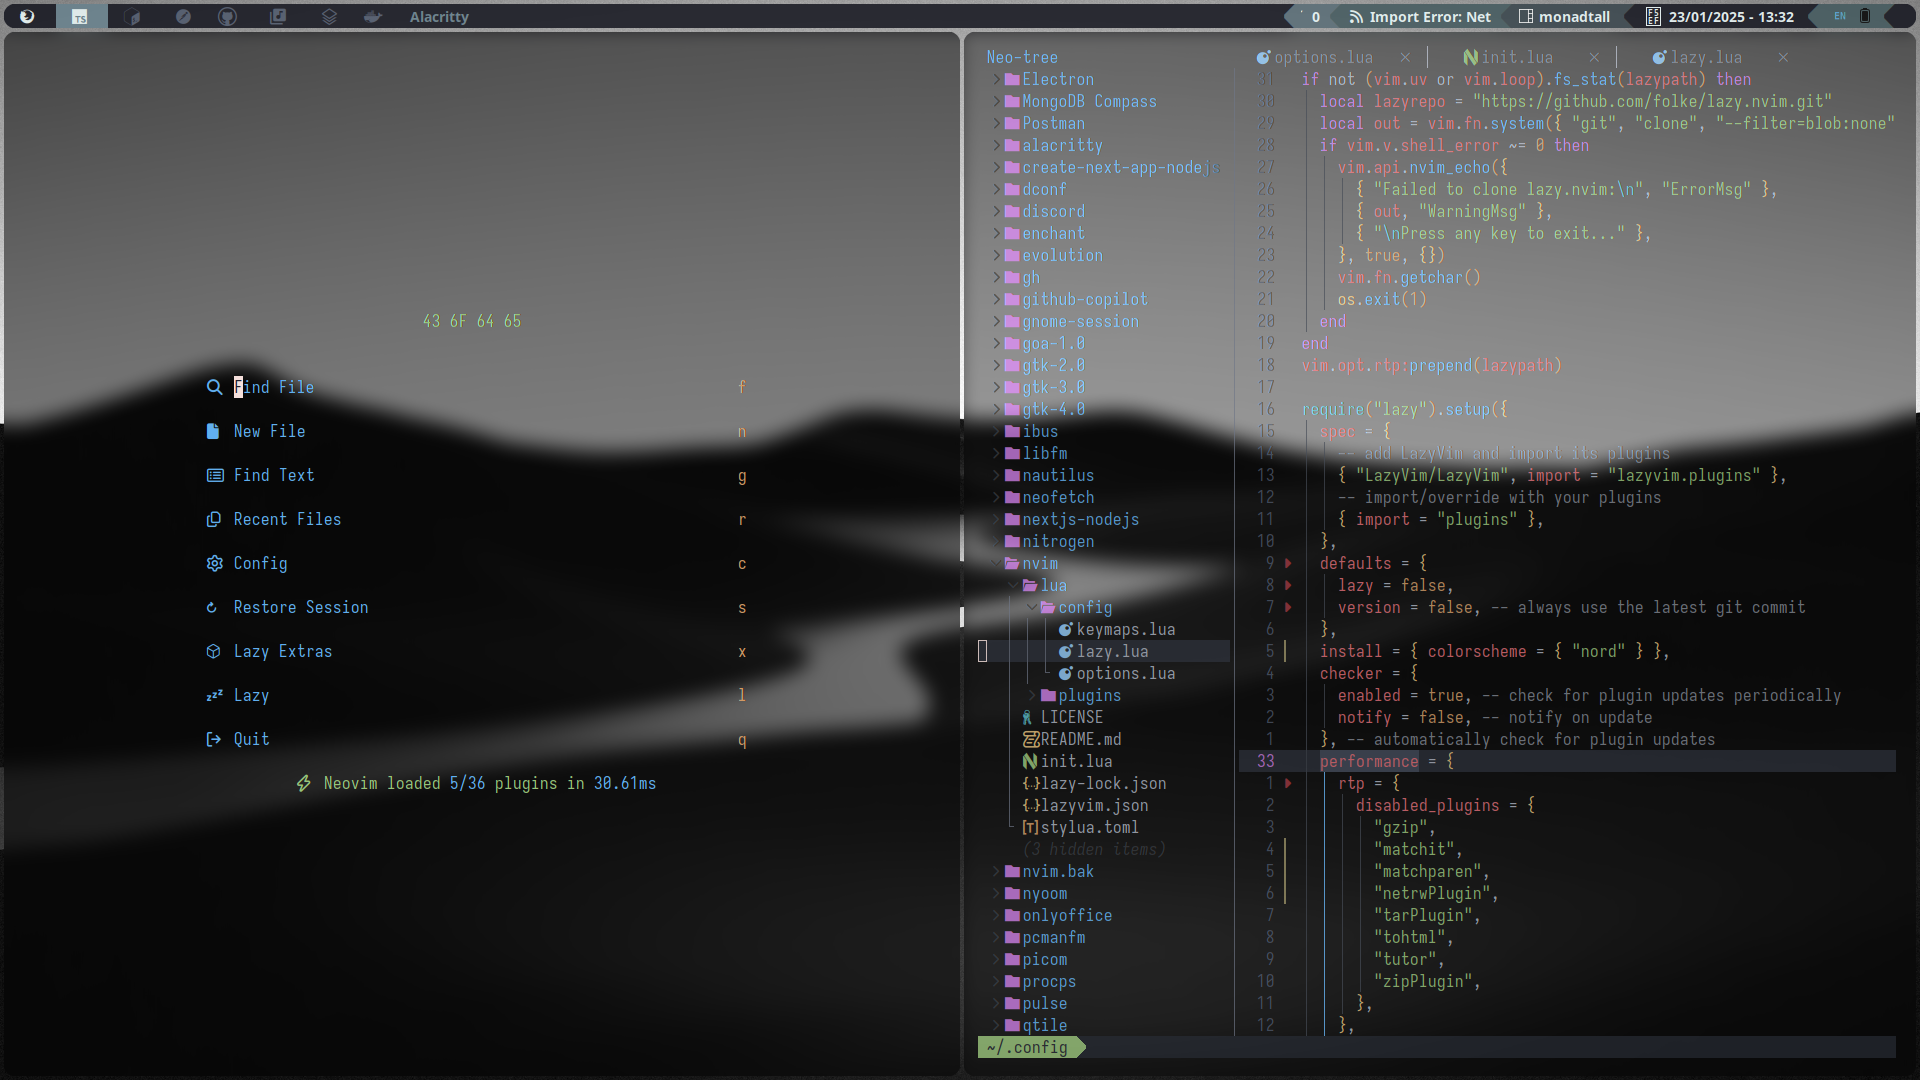 TS
Alacritty
0
Import Error: Net
monadtall
23/01/2025 - 13:32
EN
43 6F 64 65
Find File f
New File n
Find Text g
Recent Files r
Config c
Restore Session s
Lazy Extras x
Lazy l
Quit q
Neovim loaded 5/36 plugins in 30.61ms
Neo-tree
Electron
MongoDB Compass
Postman
alacritty
create-next-app-nodejs
dconf
discord
enchant
evolution
gh
github-copilot
gnome-session
goa-1.0
gtk-2.0
gtk-3.0
gtk-4.0
ibus
libfm
nautilus
neofetch
nextjs-nodejs
nitrogen
nvim
lua
config
keymaps.lua
lazy.lua
options.lua
plugins
LICENSE
README.md
init.lua
lazy-lock.json
lazyvim.json
stylua.toml
(3 hidden items)
nvim.bak
nyoom
onlyoffice
pcmanfm
picom
procps
pulse
qtile
options.lua × init.lua × lazy.lua ×
31 if not (vim.uv or vim.loop).fs_stat(lazypath) then
30 local lazyrepo = "https://github.com/folke/lazy.nvim.git"
29 local out = vim.fn.system({ "git", "clone", "--filter=blob:none"
28 if vim.v.shell_error ~= 0 then
27 vim.api.nvim_echo({
26 { "Failed to clone lazy.nvim:\n", "ErrorMsg" },
25 { out, "WarningMsg" },
24 { "\nPress any key to exit..." },
23 }, true, {})
22 vim.fn.getchar()
21 os.exit(1)
20 end
19 end
18 vim.opt.rtp:prepend(lazypath)
17
16 require("lazy").setup({
15 spec = {
14 -- add LazyVim and import its plugins
13 { "LazyVim/LazyVim", import = "lazyvim.plugins" },
12 -- import/override with your plugins
11 { import = "plugins" },
10 },
9 defaults = {
8 lazy = false,
7 version = false, -- always use the latest git commit
6 },
5 install = { colorscheme = { "nord" } },
4 checker = {
3 enabled = true, -- check for plugin updates periodically
2 notify = false, -- notify on update
1 }, -- automatically check for plugin updates
33 performance = {
1 rtp = {
2 disabled_plugins = {
3 "gzip",
4 "matchit",
5 "matchparen",
6 "netrwPlugin",
7 "tarPlugin",
8 "tohtml",
9 "tutor",
10 "zipPlugin",
11 },
12 },
~/.config